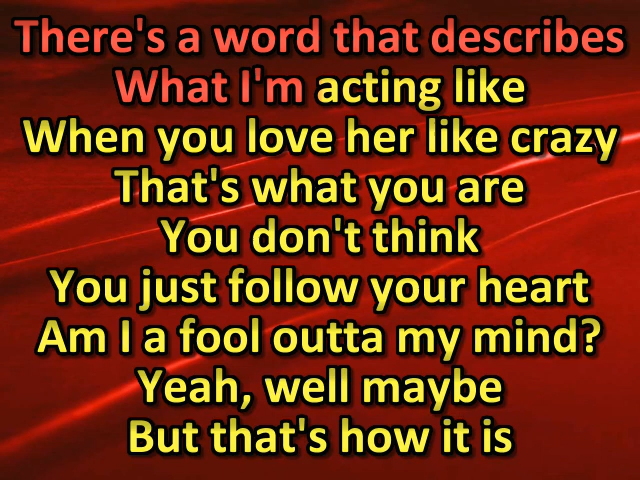 There's a word that describes
What I'm acting like
When you love her like crazy
That's what you are
You don't think
You just follow your heart
Am I a fool outta my mind?
Yeah, well maybe
But that's how it is